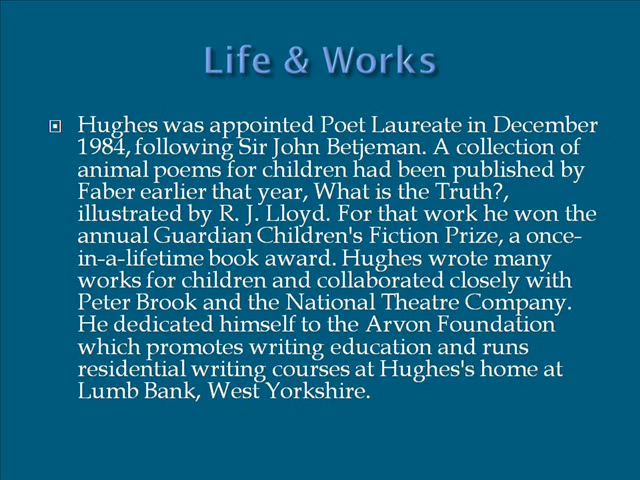 Life & Works
Hughes was appointed Poet Laureate in December
1984, following Sir John Betjeman. A collection of
animal poems for children had been published by
Faber earlier that year, What is the Truth?,
illustrated by R. J. Lloyd. For that work he won the
annual Guardian Children's Fiction Prize, a once-
in-a-lifetime book award. Hughes wrote many
works for children and collaborated closely with
Peter Brook and the National Theatre Company.
He dedicated himself to the Arvon Foundation
which promotes writing education and runs
residential writing courses at Hughes's home at
Lumb Bank, West Yorkshire.